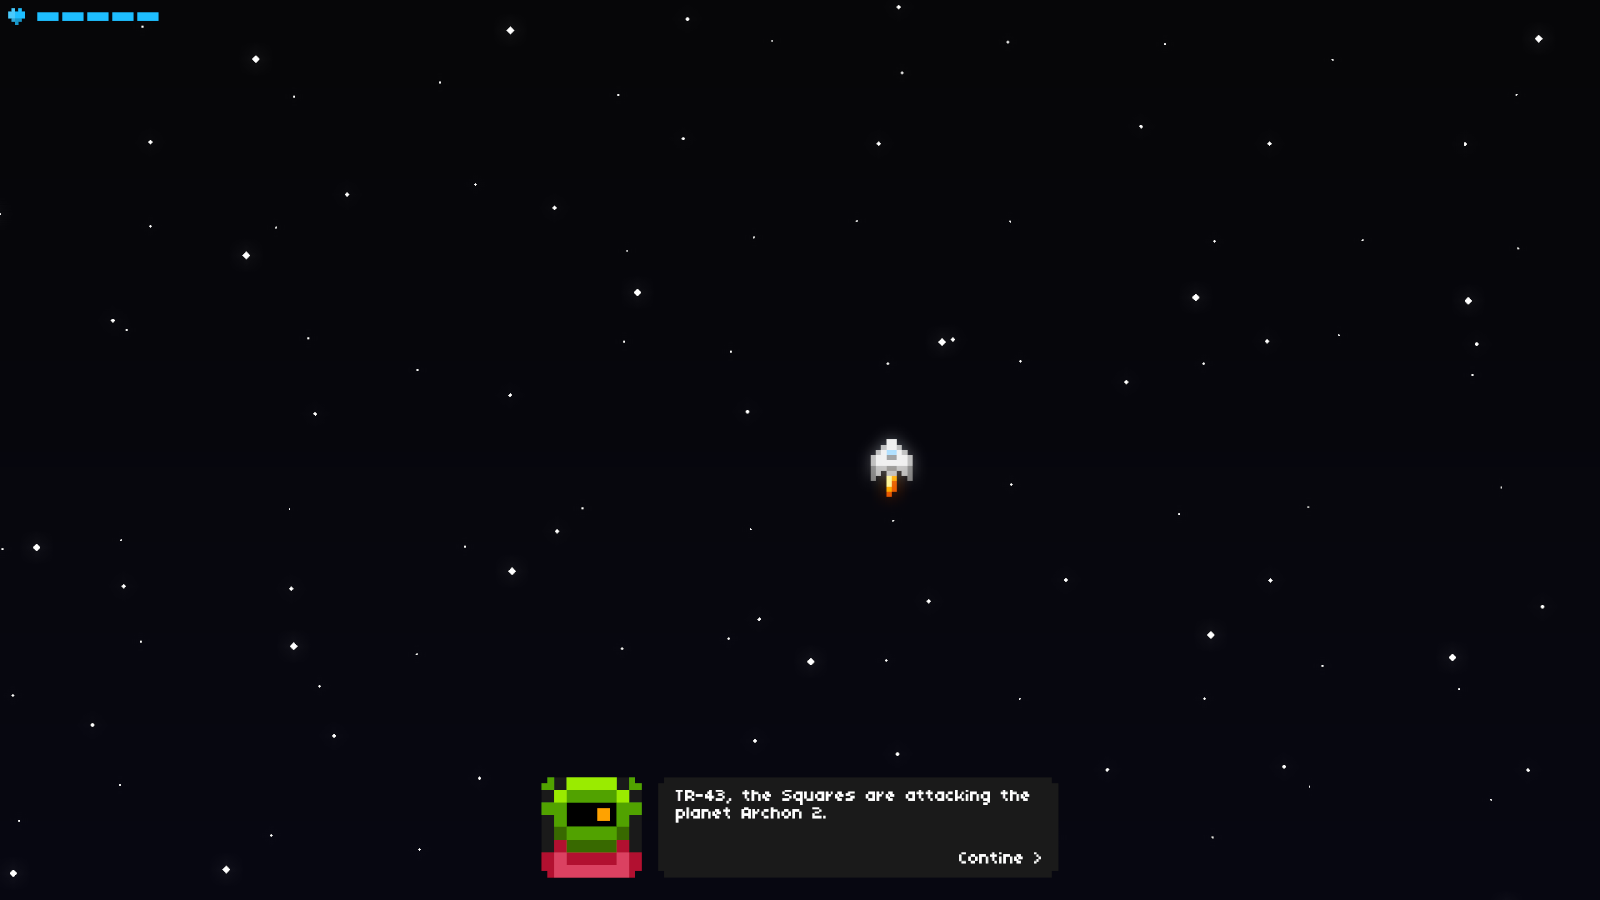 TR-43, the Squares are attacking the
planet Archon 2.
Contine >